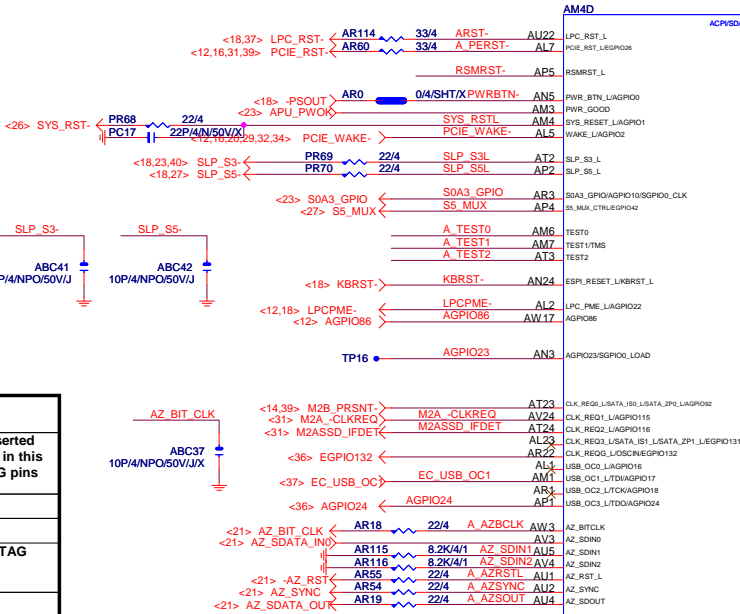 AM4D
ACPI/SD/
<18,37> LPC_RST- AR114 33/4 ARST- AU22 LPC_RST_L
<12,16,31,39> PCIE_RST- AR60 33/4 A_PERST- AL7 PCIE_RST_L/EGPIO26
RSMRST- AP5 RSMRST_L
<18> -PSOUT AR0 0/4/SHT/X PWRBTN- AN5 PWR_BTN_L/AGPIO0
<23> APU_PWOK AM3 PWR_GOOD
<26> SYS_RST- PR68 22/4 SYS_RSTL AM4 SYS_RESET_L/AGPIO1
PC17 22P/4/N/50V/X
<12,16,20,29,32,34> PCIE_WAKE- PCIE_WAKE- AL5 WAKE_L/AGPIO2
<18,23,40> SLP_S3- PR69 22/4 SLP_S3L AT2 SLP_S3_L
<18,27> SLP_S5- PR70 22/4 SLP_S5L AP2 SLP_S5_L
<23> S0A3_GPIO S0A3_GPIO AR3 S0A3_GPIO/AGPIO10/SGPIO0_CLK
<27> S5_MUX S5_MUX AP4 S5_MUX_CTRL/EGPIO42
SLP_S3- SLP_S5-
A_TEST0 AM6 TEST0
A_TEST1 AM7 TEST1/TMS
A_TEST2 AT3 TEST2
ABC41 ABC42
P/4/NPO/50V/J 10P/4/NPO/50V/J
<18> KBRST- KBRST- AN24 ESPI_RESET_L/KBRST_L
<12,18> LPCPME- LPCPME- AL2 LPC_PME_L/AGPIO22
<12> AGPIO86 AGPIO86 AW17 AGPIO86
TP16 AGPIO23 AN3 AGPIO23/SGPIO0_LOAD
<14,39> M2B_PRSNT- AT23 CLK_REQ0_L/SATA_IS0_L/SATA_ZP0_L/AGPIO92
<31> M2A_-CLKREQ M2A_-CLKREQ AV24 CLK_REQ1_L/AGPIO115
<31> M2ASSD_IFDET M2ASSD_IFDET AT24 CLK_REQ2_L/AGPIO116
AL23 CLK_REQ3_L/SATA_IS1_L/SATA_ZP1_L/EGPIO131
<36> EGPIO132 AR22 CLK_REQG_L/OSCIN/EGPIO132
AL1 USB_OC0_L/AGPIO16
<37> EC_USB_OC1 EC_USB_OC1 AM1 USB_OC1_L/TDI/AGPIO17
AR1 USB_OC2_L/TCK/AGPIO18
<36> AGPIO24 AGPIO24 AP1 USB_OC3_L/TDO/AGPIO24
AZ_BIT_CLK
ABC37
10P/4/NPO/50V/J/X
serted
in this
G pins
TAG
<21> AZ_BIT_CLK AR18 22/4 A_AZBCLK AW3 AZ_BITCLK
<21> AZ_SDATA_IN0 AV3 AZ_SDIN0
AR115 8.2K/4/1 AZ_SDIN1 AU5 AZ_SDIN1
AR116 8.2K/4/1 AZ_SDIN2 AV4 AZ_SDIN2
<21> -AZ_RST AR55 22/4 A_AZRSTL AU1 AZ_RST_L
<21> AZ_SYNC AR54 22/4 A_AZSYNC AU2 AZ_SYNC
<21> AZ_SDATA_OUT AR19 22/4 A_AZSOUT AU4 AZ_SDOUT